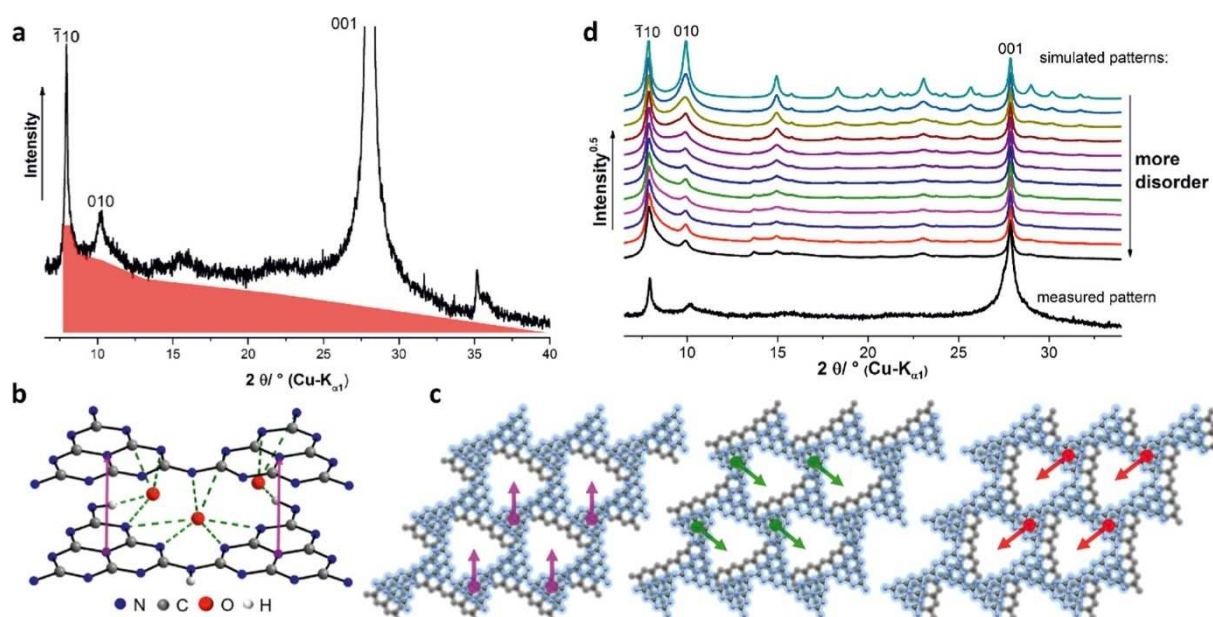 a
1̄10
001
010
Intensity
10 15 20 25 30 35 40
2 θ/ ° (Cu-Kα1)
d
1̄10 010
001
simulated patterns:
more
disorder
measured pattern
Intensity0.5
10 15 20 25 30
2 θ/ ° (Cu-Kα1)
b
N C O H
c